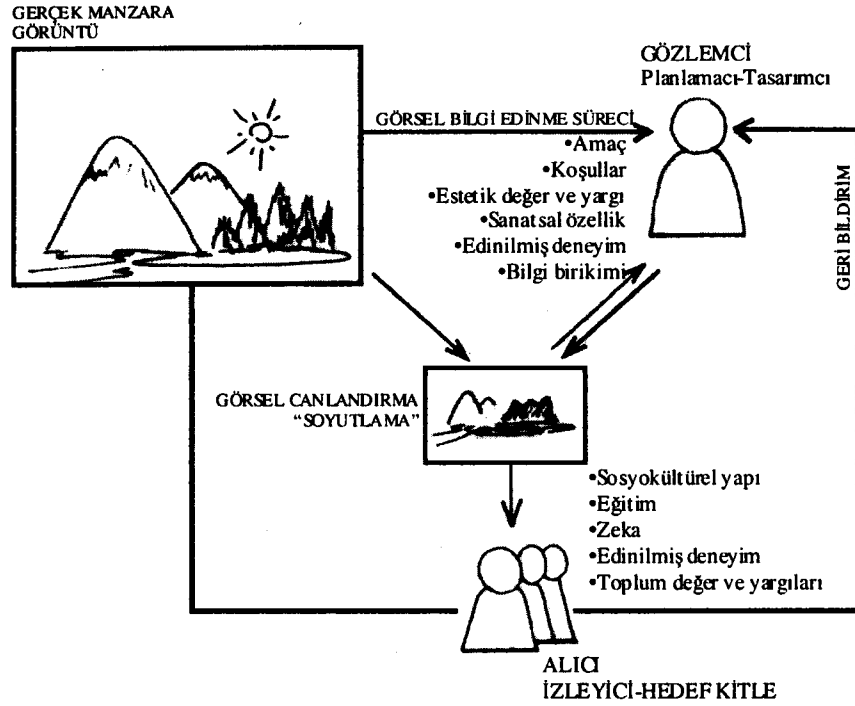 GERÇEK MANZARA
GÖRÜNTÜ
GÖZLEMCİ
Planlamacı-Tasarımcı
GÖRSEL BİLGİ EDİNME SÜRECİ
•Amaç
•Koşullar
•Estetik değer ve yargı
•Sanatsal özellik
•Edinilmiş deneyim
•Bilgi birikimi
GERİ BİLDİRİM
GÖRSEL CANLANDIRMA
“SOYUTLAMA”
•Sosyokültürel yapı
•Eğitim
•Zeka
•Edinilmiş deneyim
•Toplum değer ve yargıları
ALICI
İZLEYİCİ-HEDEF KİTLE